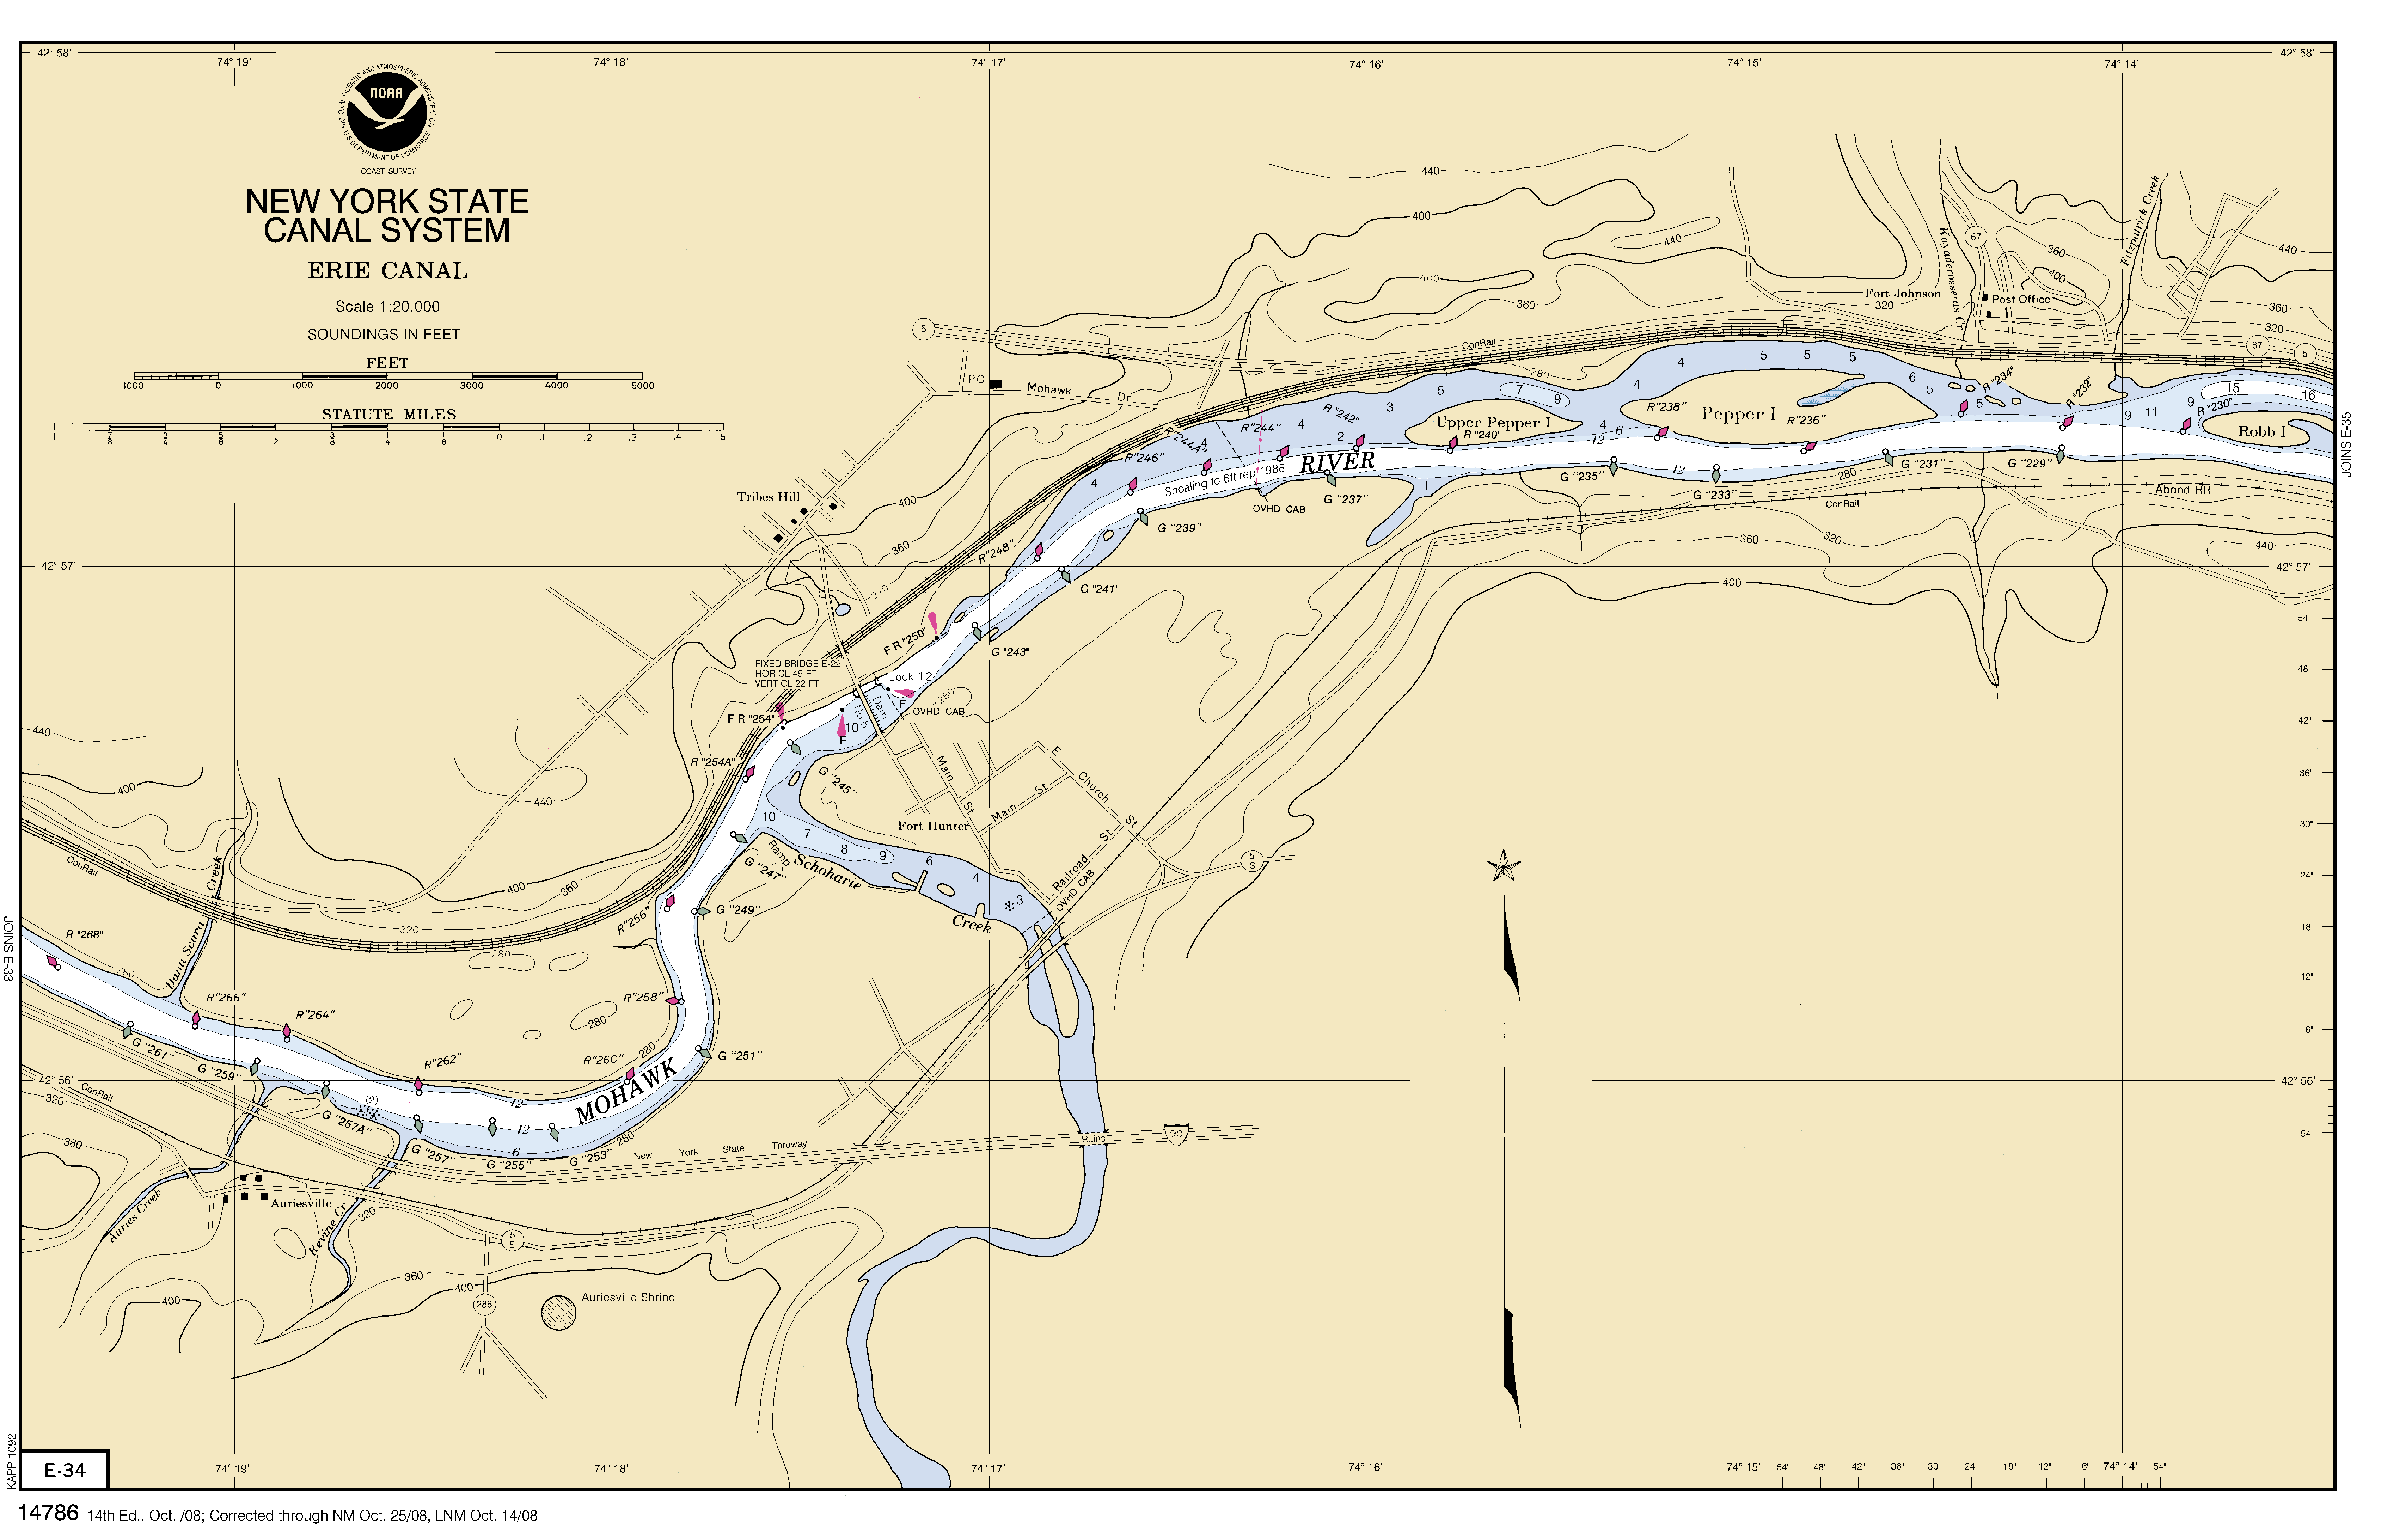 42° 58'
74° 19'
74° 18'
74° 17'
74° 16'
74° 15'
74° 14'
42° 58'
NATIONAL OCEANIC AND ATMOSPHERIC ADMINISTRATION
U.S. DEPARTMENT OF COMMERCE
NOAA
COAST SURVEY
NEW YORK STATE
CANAL SYSTEM
ERIE CANAL
Scale 1:20,000
SOUNDINGS IN FEET
FEET
1000 0 1000 2000 3000 4000 5000
STATUTE MILES
0 .1 .2 .3 .4 .5
440
400
440
400
360
320
Fort Johnson
Kayaderosseras Cr
67
Post Office
360
400
Fitzpatrick Creek
440
360
320
67
5
5
ConRail
280
PO
Mohawk Dr
4
5 5 5
6
5
5
R "234"
R "232"
15
16
9 11 9
R "230"
Robb I
JOINS E-35
5
7
9
4
3
Upper Pepper I
R "240"
R "238"
Pepper I
R "236"
4 6
12
12
R "242"
R "244"
4
2
R "244A"
4
R "246"
4
Shoaling to 6ft rep 1988
RIVER
OVHD CAB
G "237"
1
G "235"
G "233"
280
G "231"
G "229"
ConRail
Aband RR
360
320
440
400
G "239"
R "248"
G "241"
Tribes Hill
400
360
320
42° 57'
42° 57'
54"
48"
42"
36"
30"
24"
18"
12"
6"
42° 56'
54"
F R "250"
G "243"
FIXED BRIDGE E-22
HOR CL 45 FT
VERT CL 22 FT
Lock 12
F
OVHD CAB
280
Dam
No 8
F R "254"
10
F
R "254A"
G "245"
Main St
E Church St
Main St
Fort Hunter
Railroad St
OVHD CAB
5 S
10
7
8
9
6
4
3
Ramp
G "247"
Schoharie
Creek
440
400
440
400
360
320
ConRail
Dana Scara Creek
R "256"
G "249"
280
JOINS E-33
R "268"
280
R "266"
R "264"
R "258"
280
G "261"
G "259"
R "262"
R "260"
280
G "251"
42° 56'
MOHAWK
12
12
6
(2)
G "257A"
G "257"
G "255"
G "253"
280
New York State Thruway
Ruins
90
ConRail
320
360
Auries Creek
Auriesville
Revine Cr
320
5 S
360
400
400
288
Auriesville Shrine
KAPP 1092
E-34
74° 19'
74° 18'
74° 17'
74° 16'
74° 15'
54" 48" 42" 36" 30" 24" 18" 12" 6"
74° 14'
54"
14786 14th Ed., Oct. /08; Corrected through NM Oct. 25/08, LNM Oct. 14/08